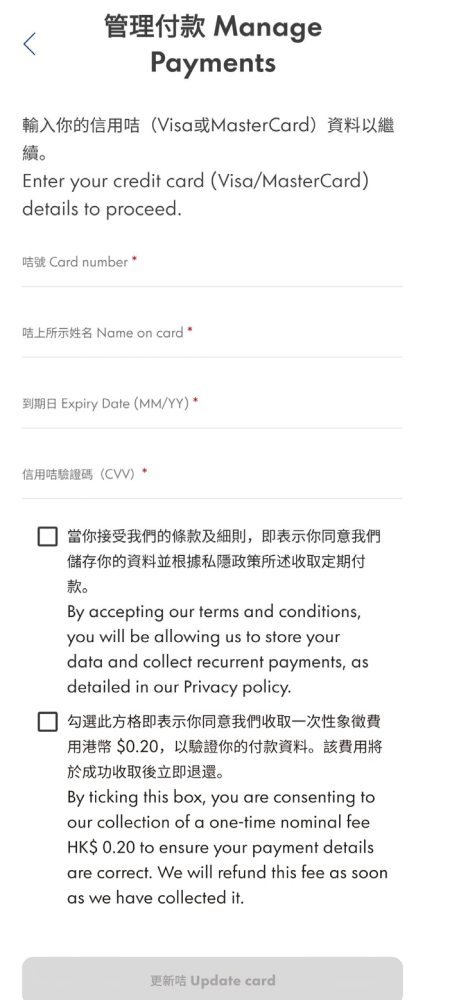 管理付款 Manage
Payments
輸入你的信用咭（Visa或MasterCard）資料以繼
續。
Enter your credit card (Visa/MasterCard)
details to proceed.
咭號 Card number *
咭上所示姓名 Name on card *
到期日 Expiry Date (MM/YY) *
信用咭驗證碼（CVV）*
當你接受我們的條款及細則，即表示你同意我們
儲存你的資料並根據私隱政策所述收取定期付
款。
By accepting our terms and conditions,
you will be allowing us to store your
data and collect recurrent payments, as
detailed in our Privacy policy.
勾選此方格即表示你同意我們收取一次性象徵費
用港幣 $0.20，以驗證你的付款資料。該費用將
於成功收取後立即退還。
By ticking this box, you are consenting to
our collection of a one-time nominal fee
HK$ 0.20 to ensure your payment details
are correct. We will refund this fee as soon
as we have collected it.
更新咭 Update card